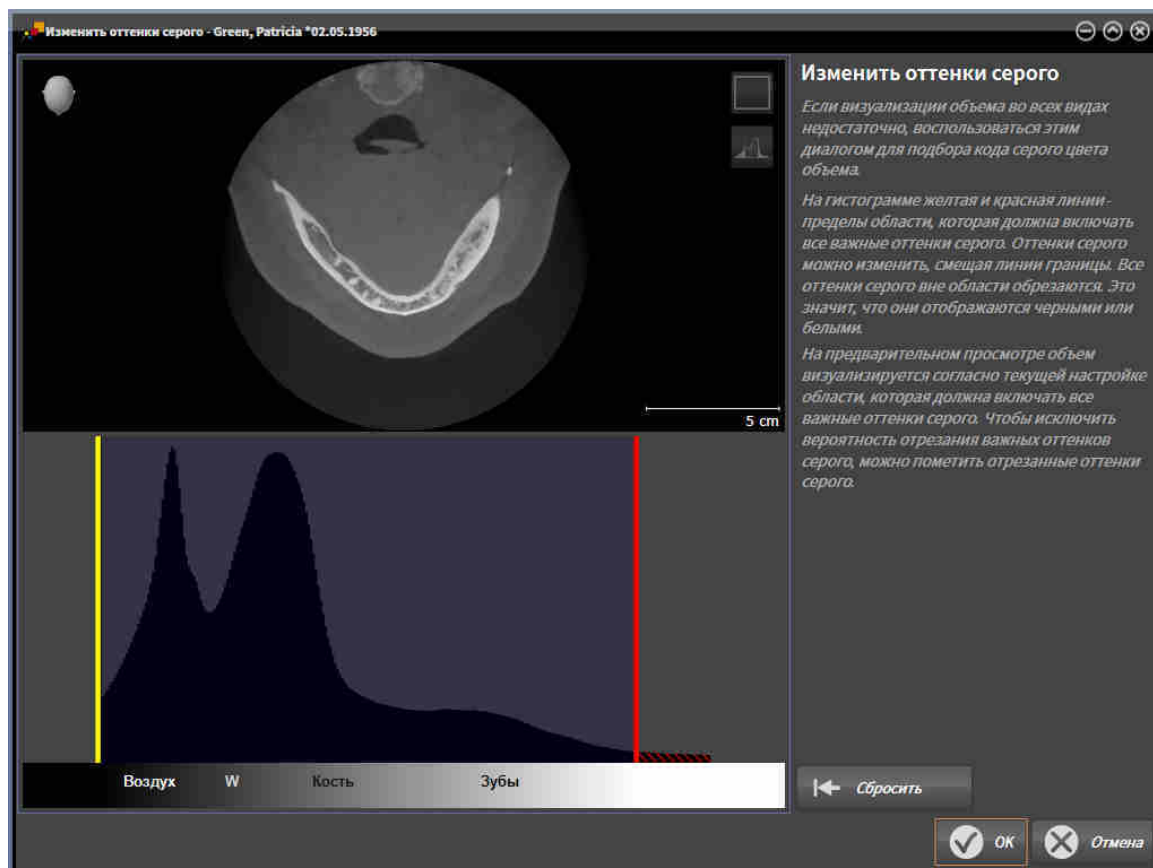 Изменить оттенки серого - Green, Patricia *02.05.1956
Изменить оттенки серого
Если визуализации объема во всех видах
недостаточно, воспользоваться этим
диалогом для подбора кода серого цвета
объема.
На гистограмме желтая и красная линии -
пределы области, которая должна включать
все важные оттенки серого. Оттенки серого
можно изменить, смещая линии границы. Все
оттенки серого вне области обрезаются. Это
значит, что они отображаются черными или
белыми.
На предварительном просмотре объем
визуализируется согласно текущей настройке
области, которая должна включать все
важные оттенки серого. Чтобы исключить
вероятность отрезания важных оттенков
серого, можно пометить отрезанные оттенки
серого.
5 cm
Воздух W Кость Зубы
Сбросить
OK Отмена